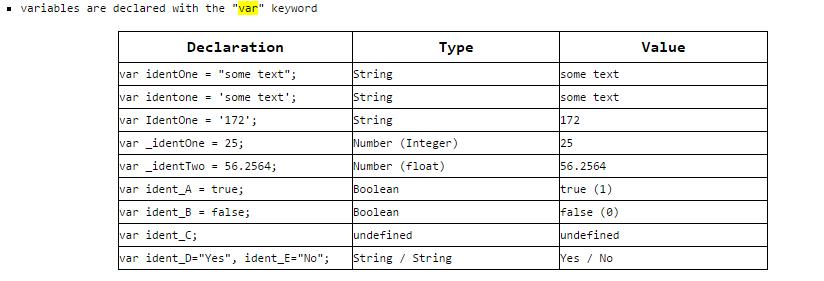 ▪ variables are declared with the "var" keyword
Declaration Type Value
var identOne = "some text"; String some text
var identone = 'some text'; String some text
var IdentOne = '172'; String 172
var _identOne = 25; Number (Integer) 25
var _identTwo = 56.2564; Number (float) 56.2564
var ident_A = true; Boolean true (1)
var ident_B = false; Boolean false (0)
var ident_C; undefined undefined
var ident_D="Yes", ident_E="No"; String / String Yes / No